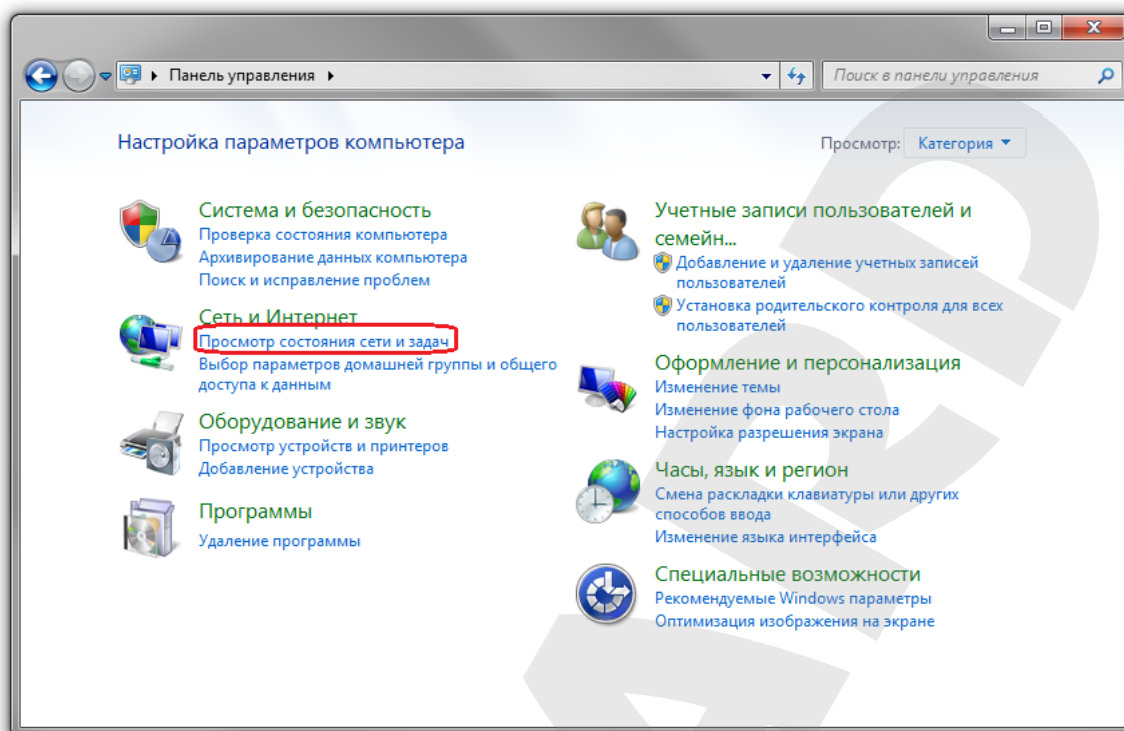 Панель управления
Поиск в панели управления
Настройка параметров компьютера
Просмотр: Категория
Система и безопасность
Проверка состояния компьютера
Архивирование данных компьютера
Поиск и исправление проблем
Сеть и Интернет
Просмотр состояния сети и задач
Выбор параметров домашней группы и общего
доступа к данным
Оборудование и звук
Просмотр устройств и принтеров
Добавление устройства
Программы
Удаление программы
Учетные записи пользователей и
семейн...
Добавление и удаление учетных записей
пользователей
Установка родительского контроля для всех
пользователей
Оформление и персонализация
Изменение темы
Изменение фона рабочего стола
Настройка разрешения экрана
Часы, язык и регион
Смена раскладки клавиатуры или других
способов ввода
Изменение языка интерфейса
Специальные возможности
Рекомендуемые Windows параметры
Оптимизация изображения на экране
ARD